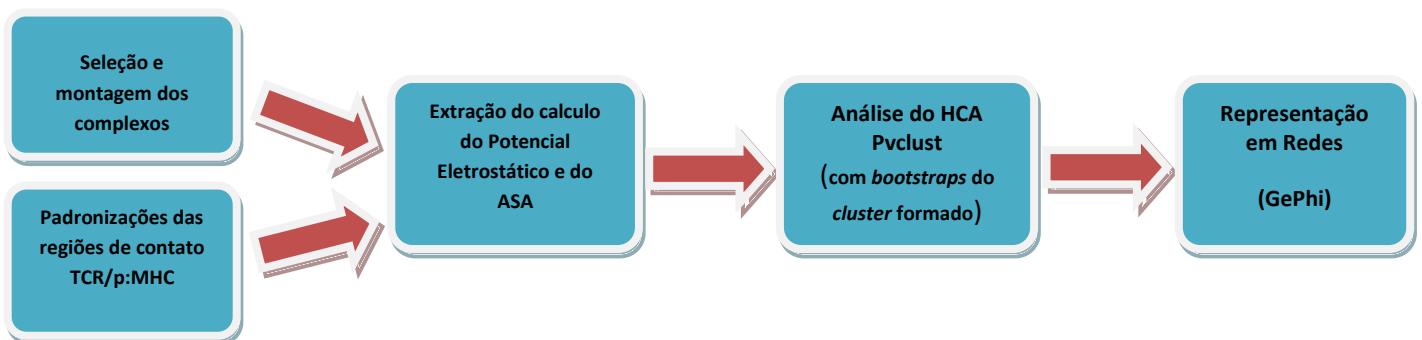 Seleção e
montagem dos
complexos
Padronizações das
regiões de contato
TCR/p:MHC
Extração do calculo
do Potencial
Eletrostático e do
ASA
Análise do HCA
Pvclust
(com bootstraps do
cluster formado)
Representação
em Redes
(GePhi)